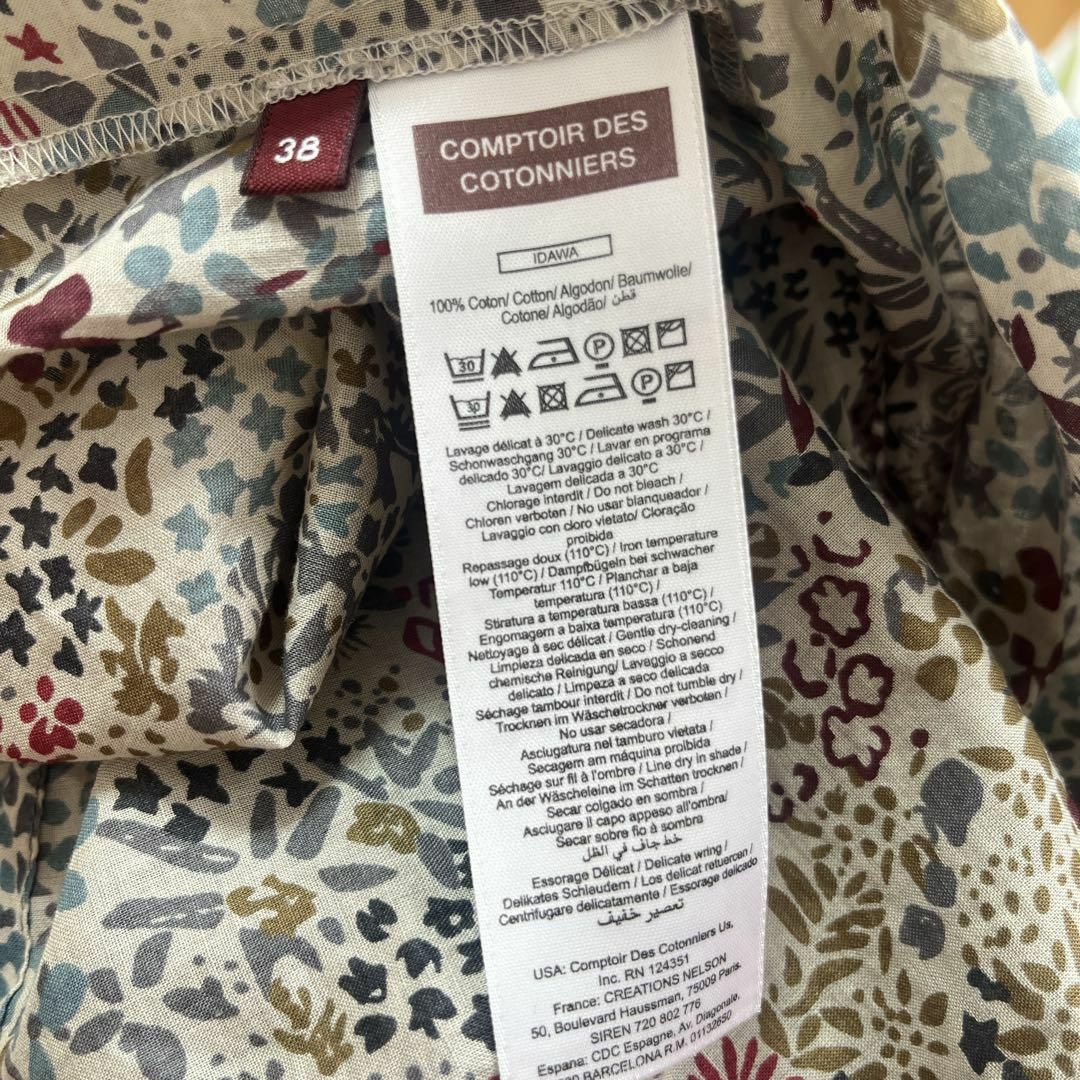 38
COMPTOIR DES
COTONNIERS
IDAWA
100% Coton/ Cotton/ Algodon/ Baumwolle/
Cotone/ Algodão/ قطن
30 P
30 P
Lavage délicat à 30°C / Delicate wash 30°C /
Schonwaschgang 30°C / Lavar en programa
delicado 30°C/ Lavaggio delicato a 30°C /
Lavagem delicada a 30°C
Chlorage interdit / Do not bleach /
Chloren verboten / No usar blanqueador /
Lavaggio con cloro vietato/ Cloração
proibida
Repassage doux (110°C) / Iron temperature
low (110°C) / Dampfbügeln bei schwacher
Temperatur 110°C / Planchar a baja
temperatura (110°C) /
Stiratura a temperatura bassa (110°C) /
Engomagem a baixa temperatura (110°C)
Nettoyage à sec délicat / Gentle dry-cleaning /
Limpieza delicada en seco / Schonend
chemische Reinigung/ Lavaggio a secco
delicato / Limpeza a seco delicada
Séchage tambour interdit / Do not tumble dry /
Trocknen im Wäschetrockner verboten /
No usar secadora /
Asciugatura nel tamburo vietata /
Secagem am máquina proibida
Séchage sur fil à l'ombre / Line dry in shade /
An der Wäscheleine im Schatten trocknen /
Secar colgado en sombra /
Asciugare il capo appeso all'ombra/
Secar sobre fio à sombra
خط جاف في الظل
Essorage Délicat / Delicate wring /
Delikates Schleudern / Los delicat retuercen /
Centrifugare delicatamente / Essorage delicado
تعصير خفيف
USA: Comptoir Des Cotonniers Us,
Inc. RN 124351
France: CREATIONS NELSON
50, Boulevard Haussman, 75009 Paris.
SIREN 720 802 776
Espana: CDC Espagne, Av. Diagonale,
BARCELONA R.M. 01132650